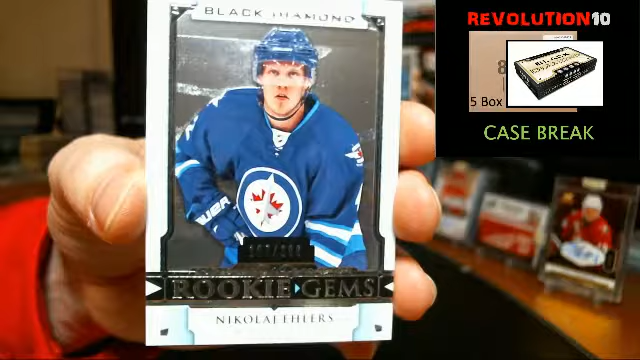 BLACK DIAMOND
ROOKIE GEMS
NIKOLAJ EHLERS
REVOLUTION10
5 Box
CASE BREAK